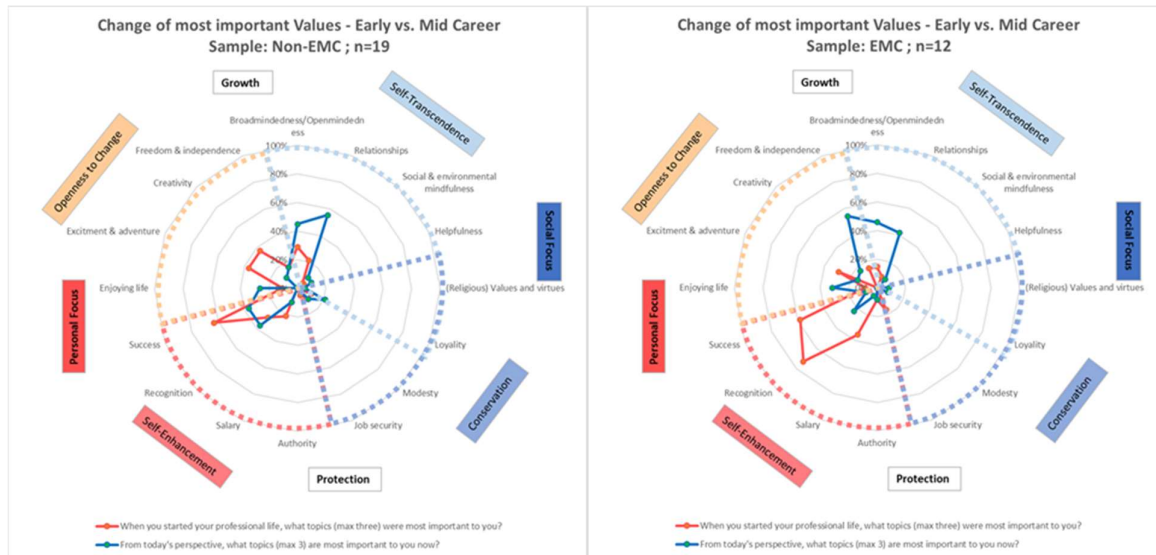 Change of most important Values - Early vs. Mid Career
Sample: Non-EMC ; n=19
Growth
Self-Transcendence
Openness to Change
Broadmindedness/Openmindedn
ess
Freedom & independence
100%
Relationships
Creativity
80%
Social & environmental
mindfulness
60%
Excitment & adventure
40%
Helpfulness
Social Focus
20%
Enjoying life
0%
(Religious) Values and virtues
Personal Focus
Success
Loyality
Recognition
Modesty
Conservation
Salary
Job security
Self-Enhancement
Authority
Protection
When you started your professional life, what topics (max three) were most important to you?
From today's perspective, what topics (max 3) are most important to you now?
Change of most important Values - Early vs. Mid Career
Sample: EMC ; n=12
Growth
Self-Transcendence
Openness to Change
Broadmindedness/Openmindedn
ess
Freedom & independence
100%
Relationships
Creativity
80%
Social & environmental
mindfulness
60%
Excitment & adventure
40%
Helpfulness
Social Focus
20%
Enjoying life
0%
(Religious) Values and virtues
Personal Focus
Success
Loyality
Recognition
Modesty
Conservation
Salary
Job security
Self-Enhancement
Authority
Protection
When you started your professional life, what topics (max three) were most important to you?
From today's perspective, what topics (max 3) are most important to you now?